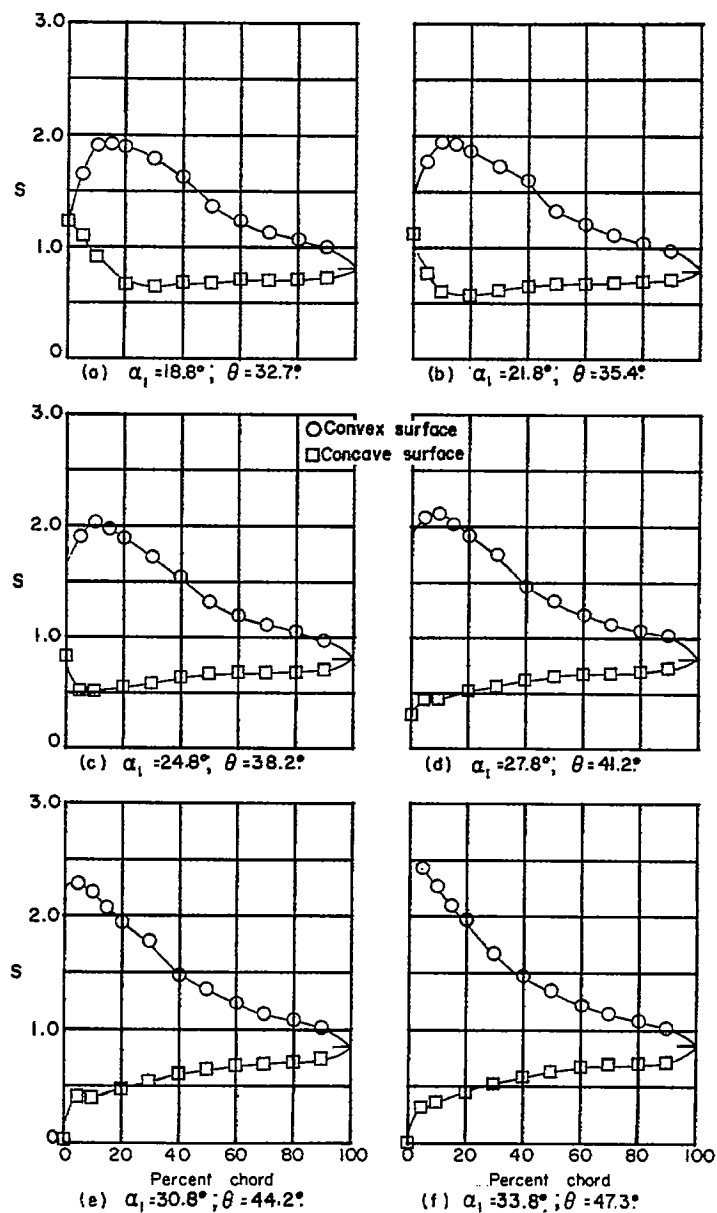 3.0
2.0
S
1.0
0
(a) α₁=18.8°; θ=32.7°
(b) α₁=21.8°; θ=35.4°
3.0
○ Convex surface
□ Concave surface
2.0
S
1.0
0
(c) α₁=24.8°; θ=38.2°
(d) α₁=27.8°; θ=41.2°
3.0
2.0
S
1.0
0
0 20 40 60 80 100
0 20 40 60 80 100
Percent chord
Percent chord
(e) α₁=30.8°; θ=44.2°
(f) α₁=33.8°; θ=47.3°